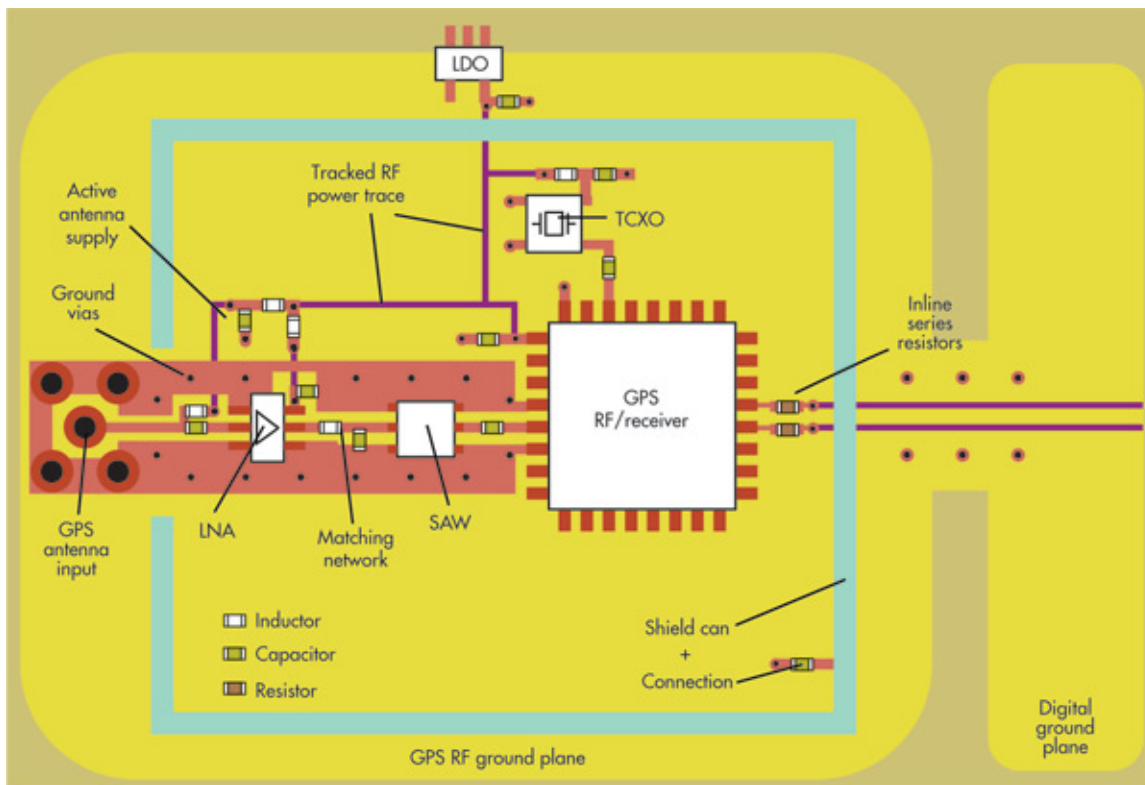 LDO
Tracked RF
power trace
TCXO
Active
antenna
supply
Ground
vias
Inline
series
resistors
GPS
RF/receiver
GPS
antenna
input
LNA
Matching
network
SAW
Inductor
Capacitor
Resistor
Shield can
+
Connection
Digital
ground
plane
GPS RF ground plane